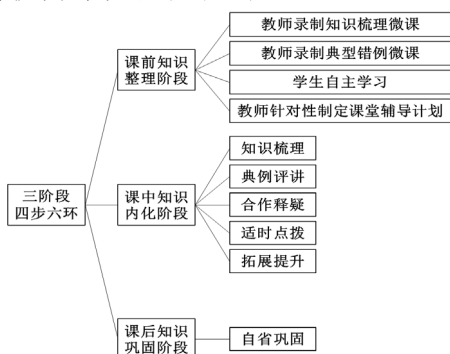 课前知识
整理阶段
教师录制知识梳理微课
教师录制典型错例微课
学生自主学习
教师针对性制定课堂辅导计划
三阶段
四步六环
课中知识
内化阶段
知识梳理
典例评讲
合作释疑
适时点拨
拓展提升
课后知识
巩固阶段
自省巩固